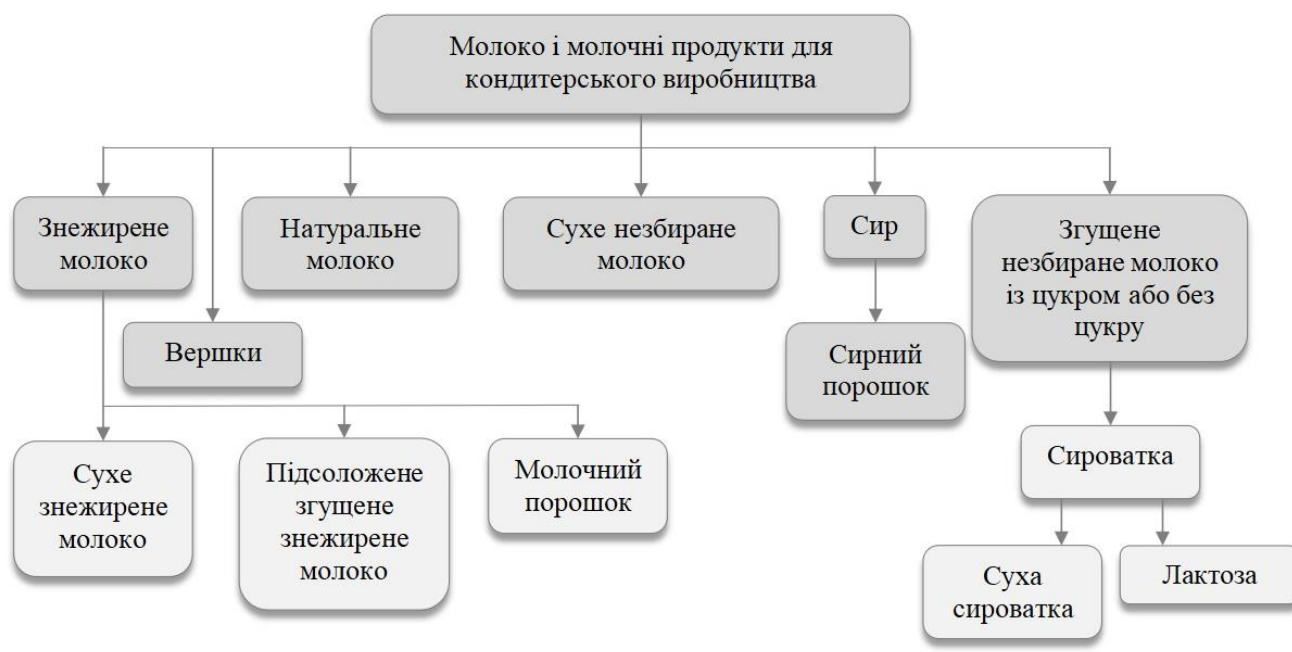 Молоко і молочні продукти для
кондитерського виробництва
Знежирене
молоко
Натуральне
молоко
Сухе незбиране
молоко
Сир
Згущене
незбиране молоко
із цукром або без
цукру
Вершки
Сирний
порошок
Сухе
знежирене
молоко
Підсоложене
згущене
знежирене
молоко
Молочний
порошок
Сироватка
Суха
сироватка
Лактоза